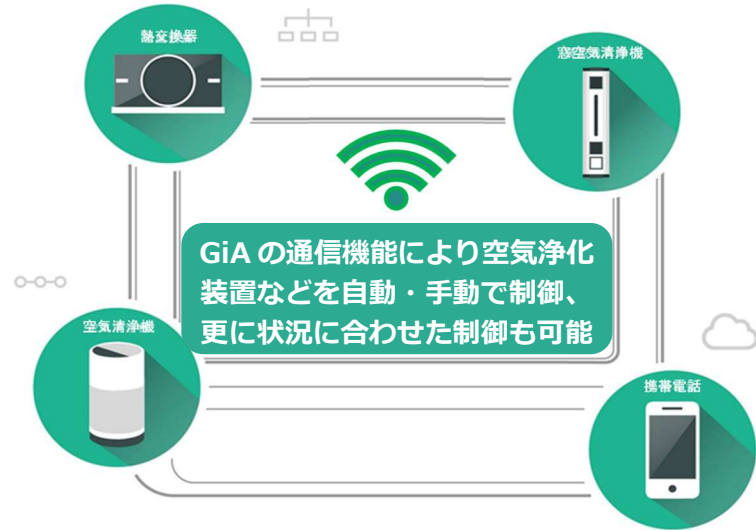 熱交換器
窓空気清浄機
GiA の通信機能により空気浄化
装置などを自動・手動で制御、
更に状況に合わせた制御も可能
空気清浄機
携帯電話